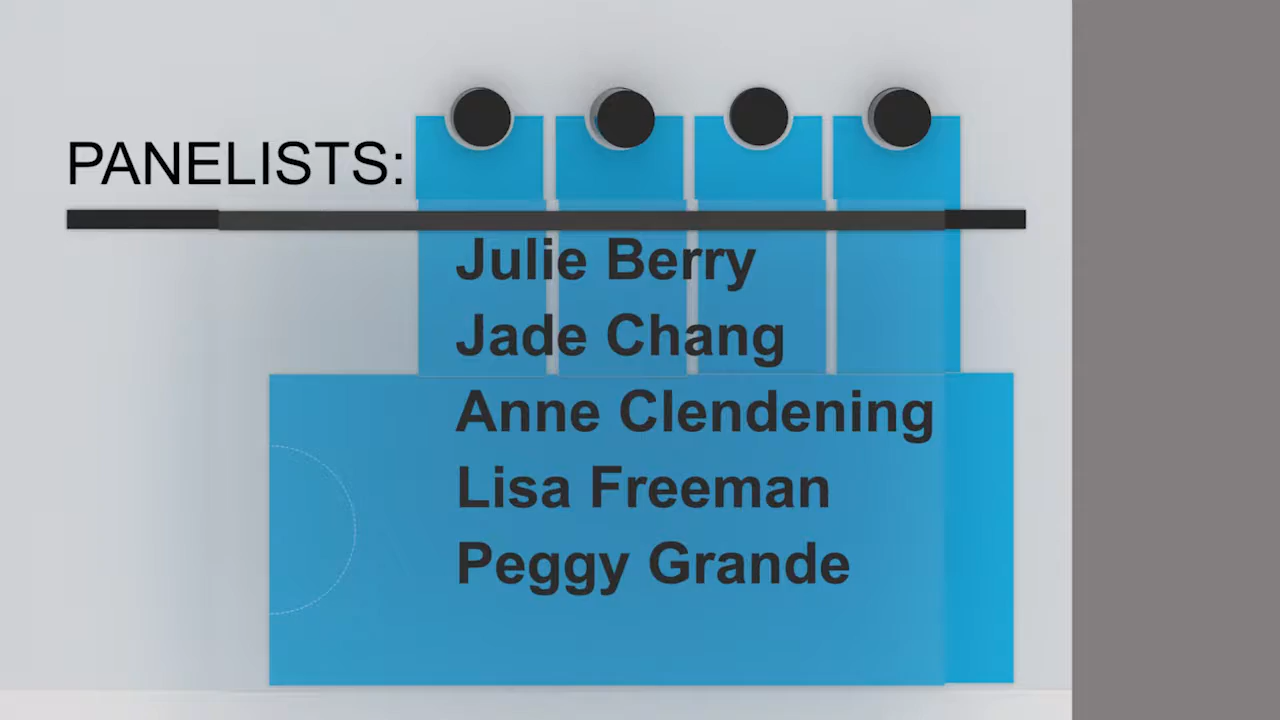 PANELISTS:
Julie Berry
Jade Chang
Anne Clendening
Lisa Freeman
Peggy Grande